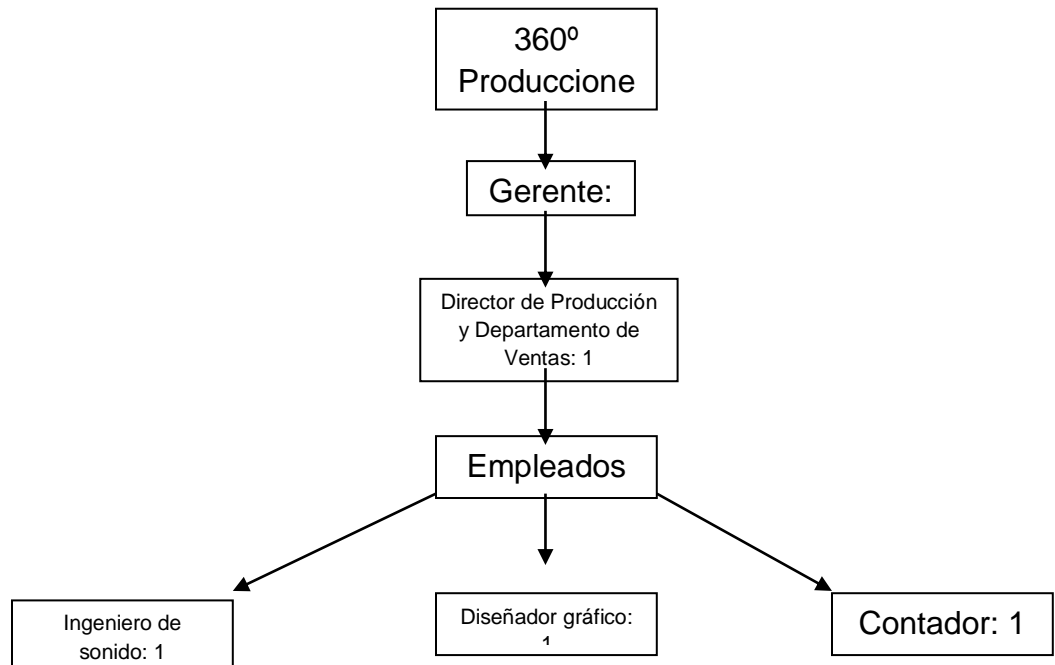 360º
Produccione
Gerente:
Director de Producción
y Departamento de
Ventas: 1
Empleados
Ingeniero de
sonido: 1
Diseñador gráfico:
1
Contador: 1